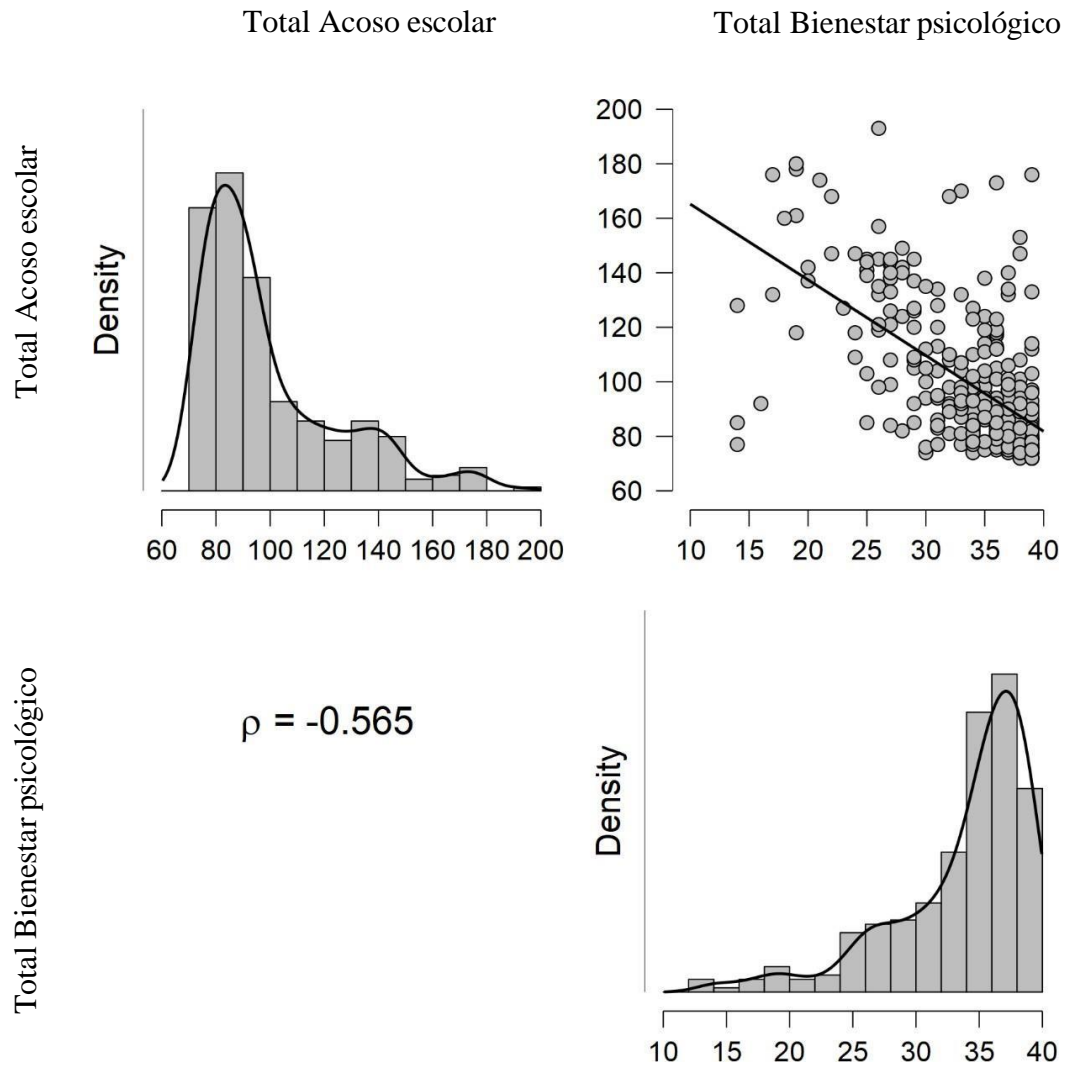 Total Acoso escolar
Total Bienestar psicológico
Total Acoso escolar
Density
60 80 100 120 140 160 180 200
200
180
160
140
120
100
80
60
10 15 20 25 30 35 40
Total Bienestar psicológico
ρ = -0.565
Density
10 15 20 25 30 35 40